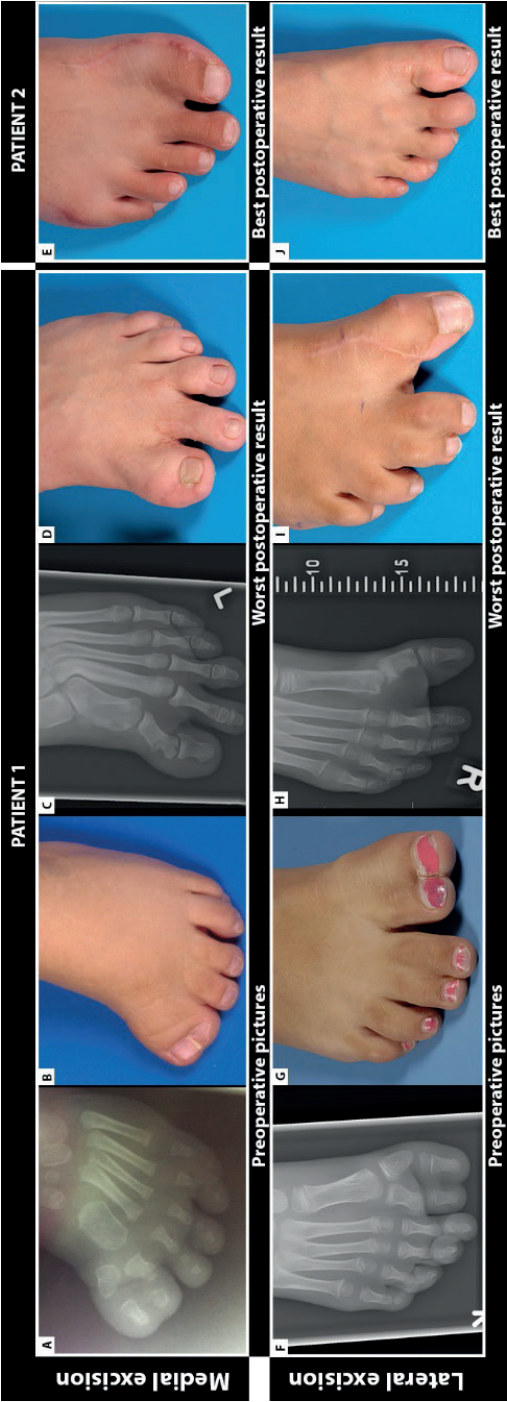 PATIENT 1
PATIENT 2
Medial excision
A
B
C
L
D
E
Preoperative pictures
Worst postoperative result
Best postoperative result
Lateral excision
F
G
H
10
15
R
I
J
Preoperative pictures
Worst postoperative result
Best postoperative result